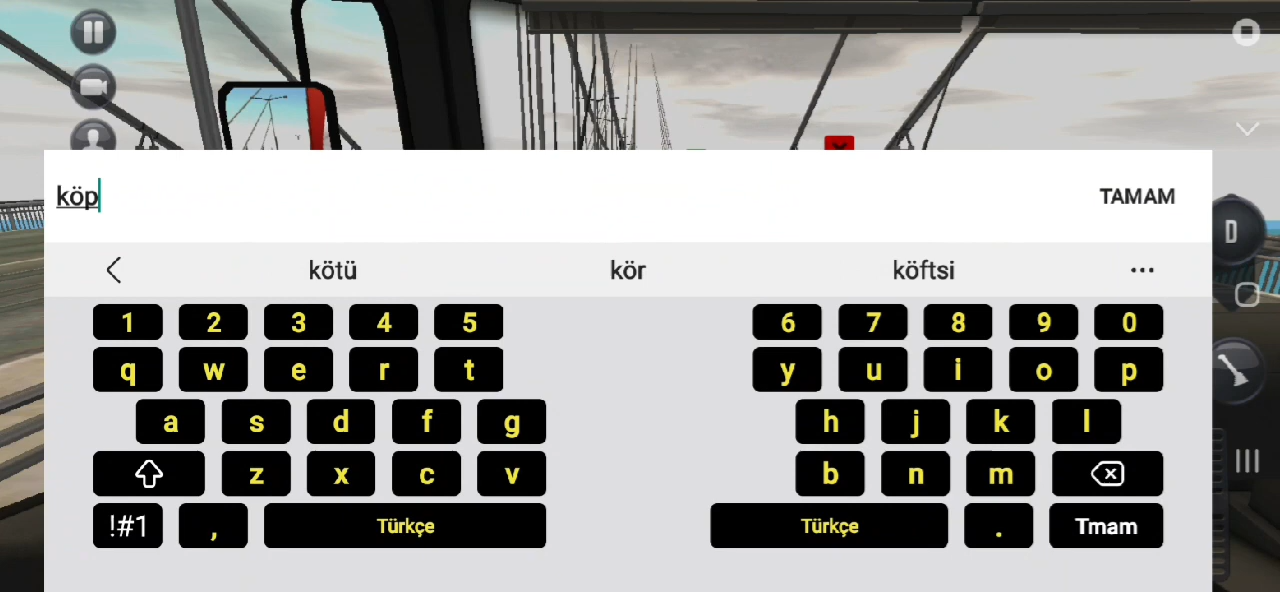 köp
TAMAM
kötü kör köftsi ...
1 2 3 4 5 6 7 8 9 0
q w e r t y u i o p
a s d f g h j k l
z x c v b n m
!#1 , Türkçe Türkçe . Tmam
D